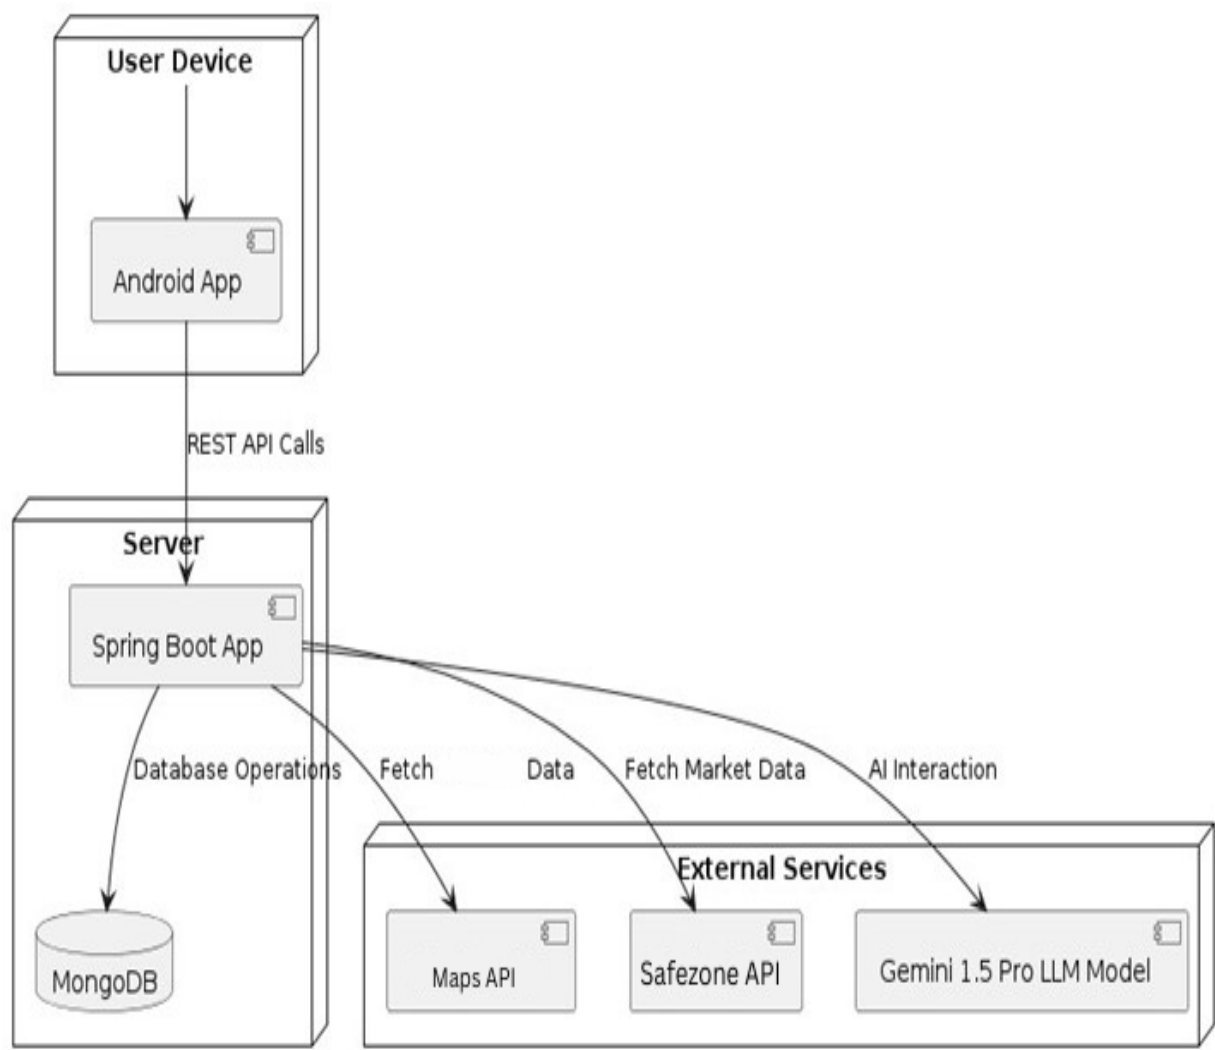 User Device
Android App
REST API Calls
Server
Spring Boot App
Database Operations
Fetch
Data
Fetch Market Data
AI Interaction
External Services
MongoDB
Maps API
Safezone API
Gemini 1.5 Pro LLM Model